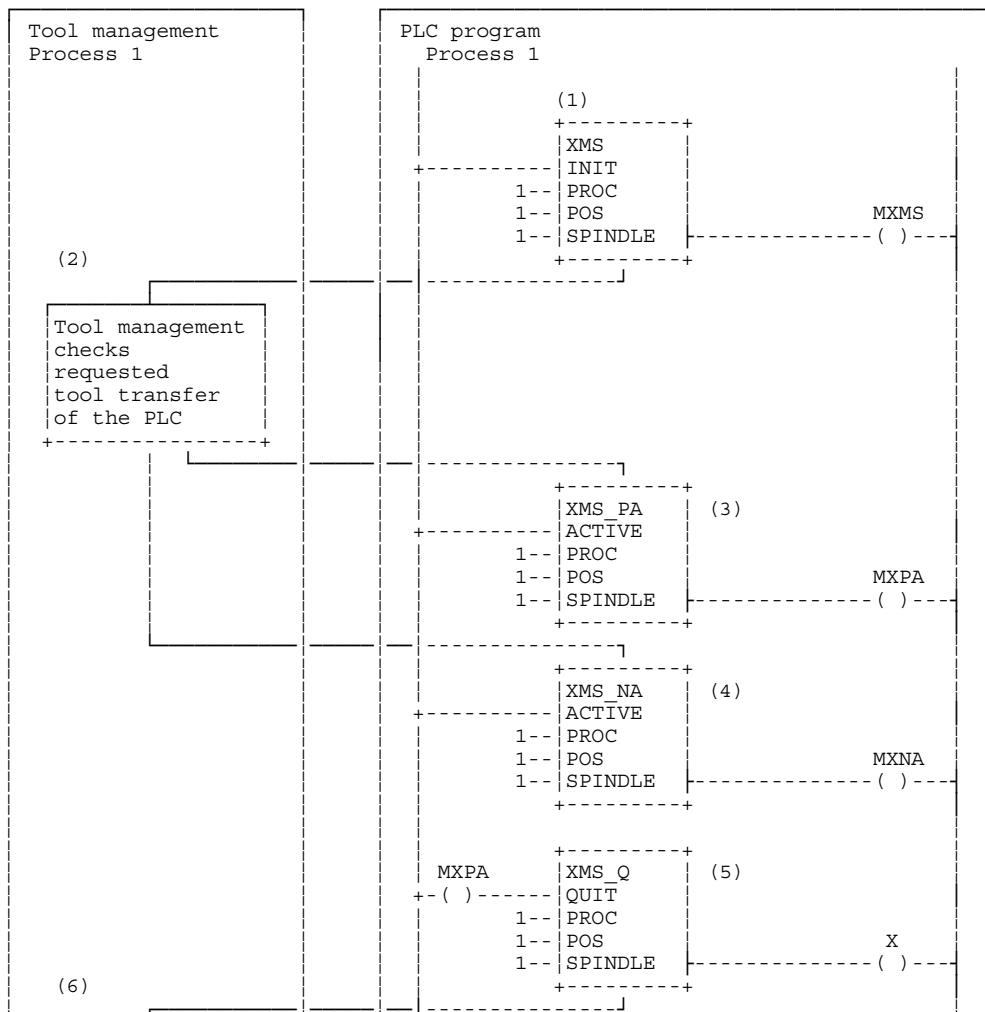 Tool management
Process 1
PLC program
Process 1
(1)
XMS
INIT
1-- PROC
1-- POS MXMS
1-- SPINDLE ( )
(2)
Tool management
checks
requested
tool transfer
of the PLC
XMS_PA (3)
ACTIVE
1-- PROC
1-- POS MXPA
1-- SPINDLE ( )
XMS_NA (4)
ACTIVE
1-- PROC
1-- POS MXNA
1-- SPINDLE ( )
MXPA XMS_Q (5)
( ) QUIT
1-- PROC
1-- POS X
1-- SPINDLE ( )
(6)